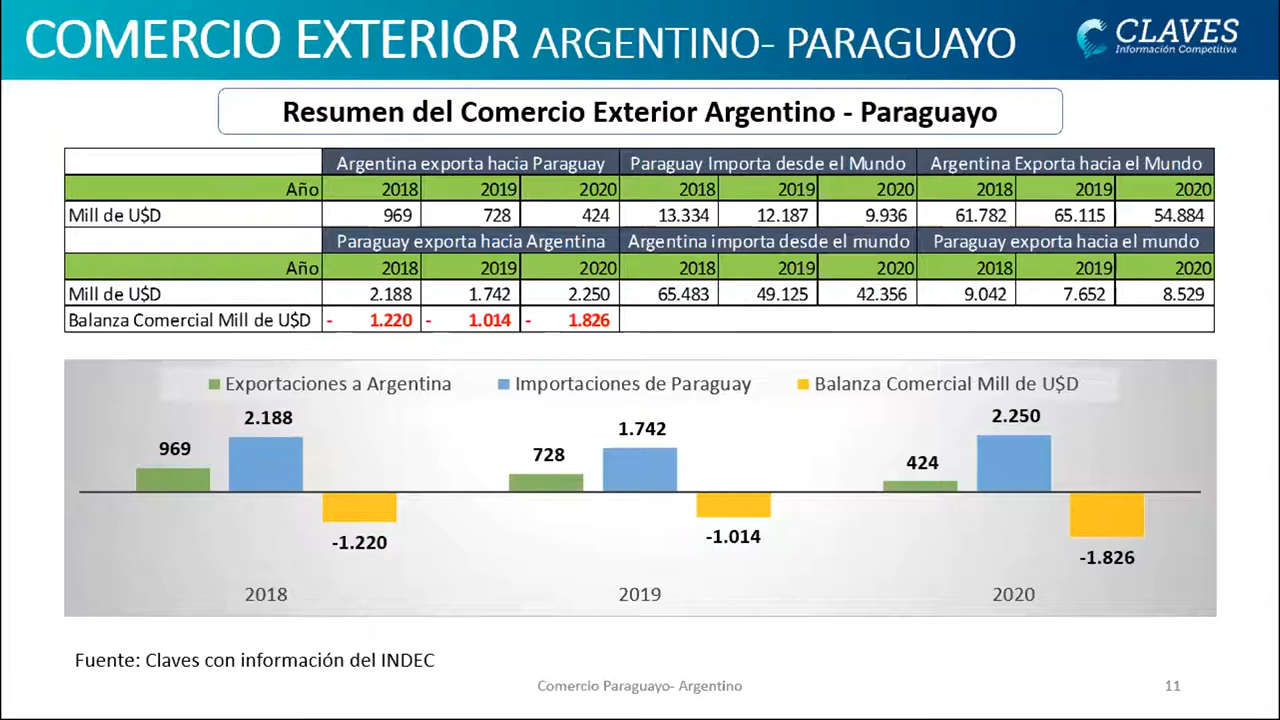 COMERCIO EXTERIOR ARGENTINO- PARAGUAYO
CLAVES
Información Competitiva
Resumen del Comercio Exterior Argentino - Paraguayo
Argentina exporta hacia Paraguay Paraguay Importa desde el Mundo Argentina Exporta hacia el Mundo
Año 2018 2019 2020 2018 2019 2020 2018 2019 2020
Mill de U$D 969 728 424 13.334 12.187 9.936 61.782 65.115 54.884
Paraguay exporta hacia Argentina Argentina importa desde el mundo Paraguay exporta hacia el mundo
Año 2018 2019 2020 2018 2019 2020 2018 2019 2020
Mill de U$D 2.188 1.742 2.250 65.483 49.125 42.356 9.042 7.652 8.529
Balanza Comercial Mill de U$D - 1.220 - 1.014 - 1.826
Exportaciones a Argentina Importaciones de Paraguay Balanza Comercial Mill de U$D
969 2.188 -1.220
728 1.742 -1.014
424 2.250 -1.826
2018 2019 2020
Fuente: Claves con información del INDEC
Comercio Paraguayo- Argentino 11